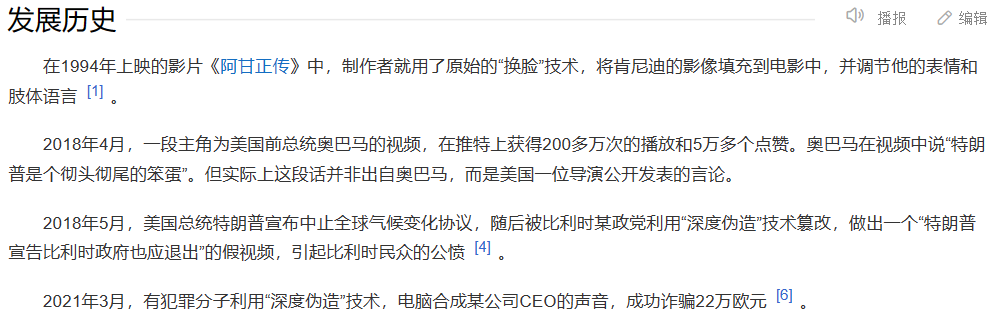 发展历史
播报
编辑
在1994年上映的影片《阿甘正传》中，制作者就用了原始的“换脸”技术，将肯尼迪的影像填充到电影中，并调节他的表情和
肢体语言 [1] 。
2018年4月，一段主角为美国前总统奥巴马的视频，在推特上获得200多万次的播放和5万多个点赞。奥巴马在视频中说“特朗
普是个彻头彻尾的笨蛋”。但实际上这段话并非出自奥巴马，而是美国一位导演公开发表的言论。
2018年5月，美国总统特朗普宣布中止全球气候变化协议，随后被比利时某政党利用“深度伪造”技术篡改，做出一个“特朗普
宣告比利时政府也应退出”的假视频，引起比利时民众的公愤 [4] 。
2021年3月，有犯罪分子利用“深度伪造”技术，电脑合成某公司CEO的声音，成功诈骗22万欧元 [6] 。